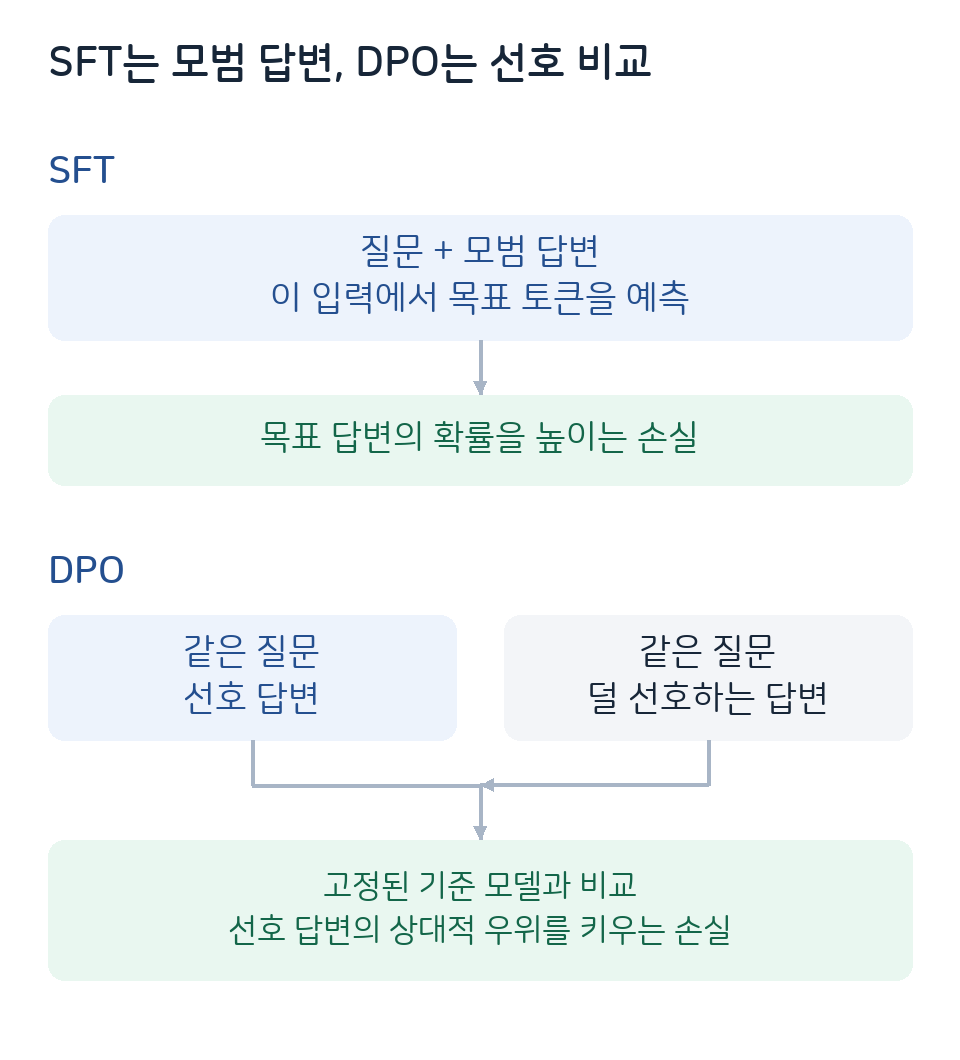 SFT는 모범 답변, DPO는 선호 비교
SFT
질문 + 모범 답변
이 입력에서 목표 토큰을 예측
목표 답변의 확률을 높이는 손실
DPO
같은 질문
선호 답변
같은 질문
덜 선호하는 답변
고정된 기준 모델과 비교
선호 답변의 상대적 우위를 키우는 손실